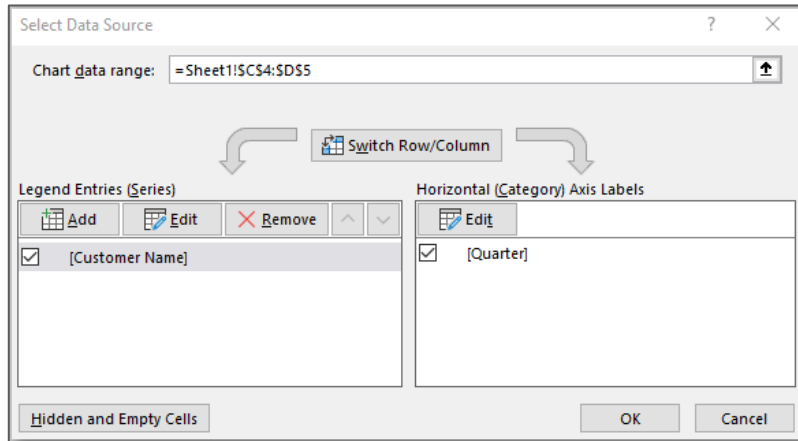 Select Data Source ? ×
Chart data range: =Sheet1!$C$4:$D$5
Switch Row/Column
Legend Entries (Series)
Add Edit Remove
[Customer Name]
Horizontal (Category) Axis Labels
Edit
[Quarter]
Hidden and Empty Cells
OK Cancel